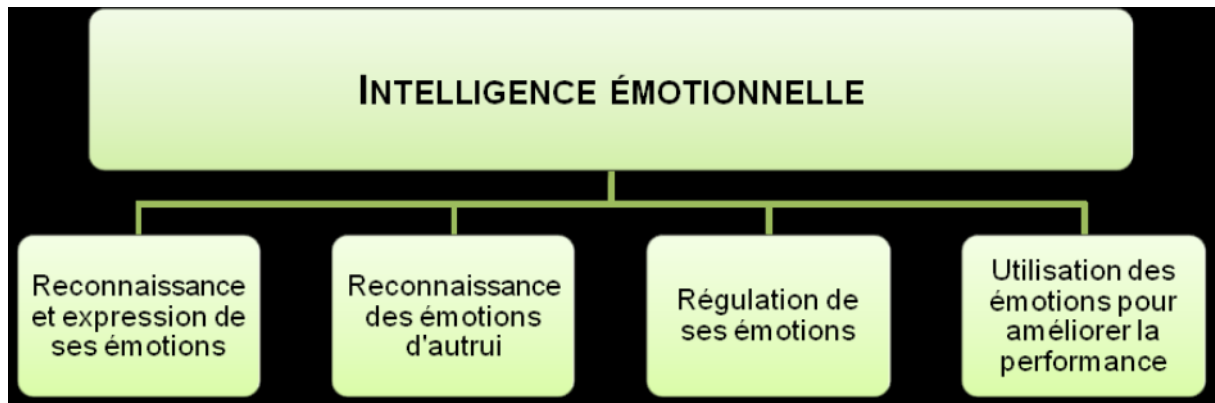 INTELLIGENCE ÉMOTIONNELLE
Reconnaissance
et expression de
ses émotions
Reconnaissance
des émotions
d'autrui
Régulation de
ses émotions
Utilisation des
émotions pour
améliorer la
performance